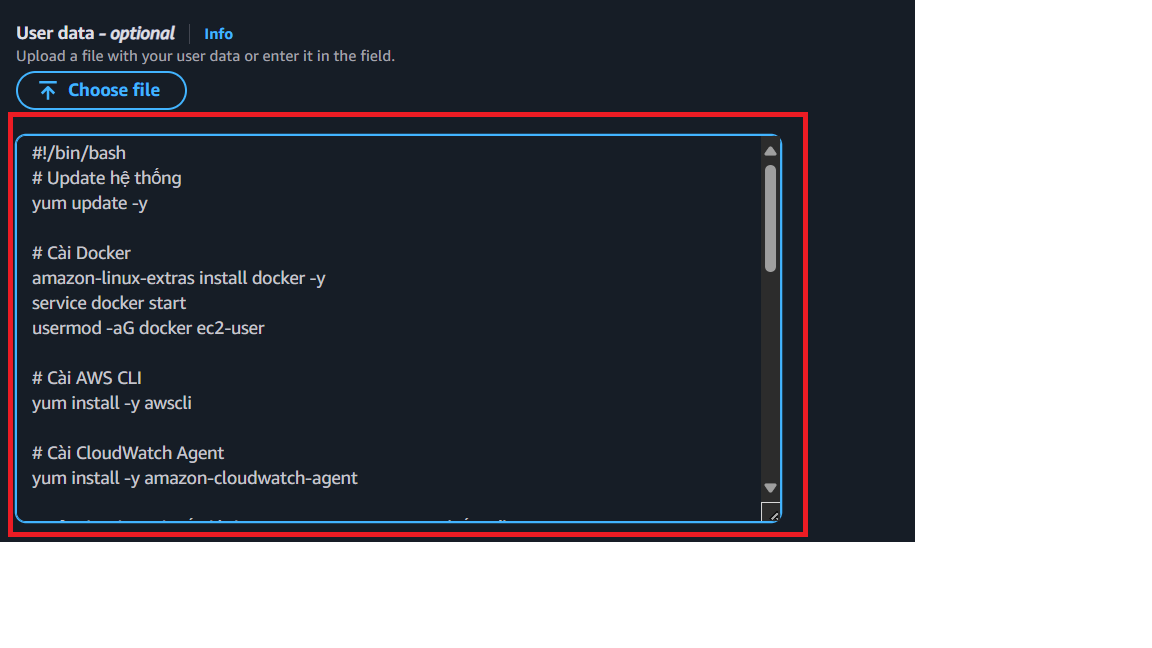 User data - optional
Info
Upload a file with your user data or enter it in the field.
Choose file
#!/bin/bash
# Update hệ thống
yum update -y
# Cài Docker
amazon-linux-extras install docker -y
service docker start
usermod -aG docker ec2-user
# Cài AWS CLI
yum install -y awscli
# Cài CloudWatch Agent
yum install -y amazon-cloudwatch-agent